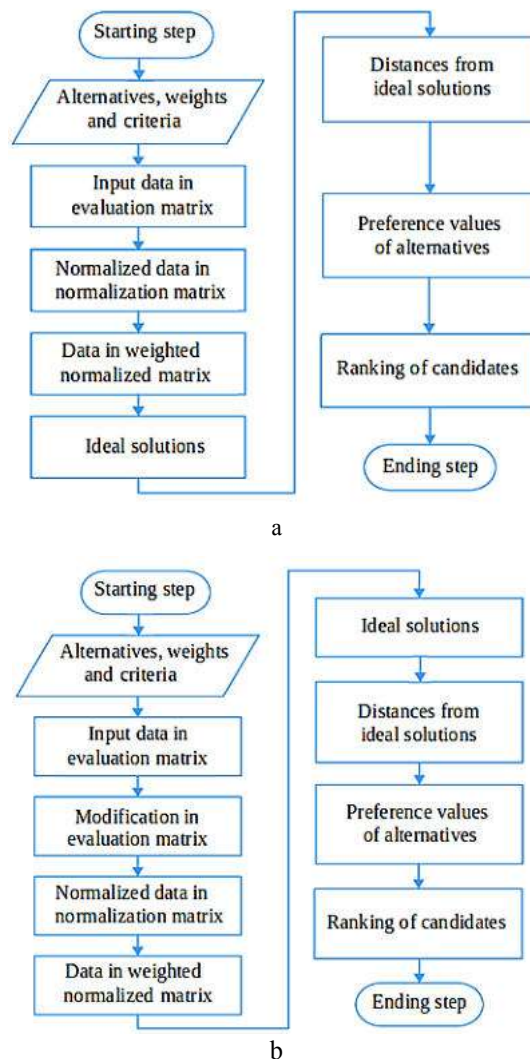 Starting step
Alternatives, weights
and criteria
Input data in
evaluation matrix
Normalized data in
normalization matrix
Data in weighted
normalized matrix
Ideal solutions
Distances from
ideal solutions
Preference values
of alternatives
Ranking of candidates
Ending step
a
Starting step
Alternatives, weights
and criteria
Input data in
evaluation matrix
Modification in
evaluation matrix
Normalized data in
normalization matrix
Data in weighted
normalized matrix
Ideal solutions
Distances from
ideal solutions
Preference values
of alternatives
Ranking of candidates
Ending step
b